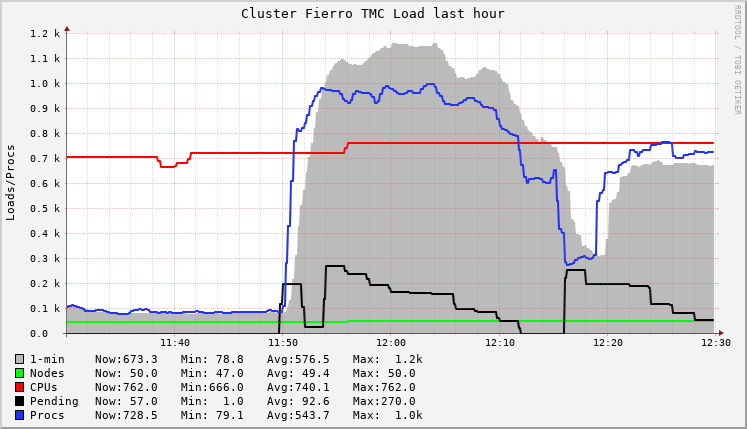 Cluster Fierro TMC Load last hour
RRDTOOL / TOBI OETIKER
Loads/Procs
1.2 k
1.1 k
1.0 k
0.9 k
0.8 k
0.7 k
0.6 k
0.5 k
0.4 k
0.3 k
0.2 k
0.1 k
0.0
11:40 11:50 12:00 12:10 12:20 12:30
1-min Now:673.3 Min: 78.8 Avg:576.5 Max: 1.2k
Nodes Now: 50.0 Min: 47.0 Avg: 49.4 Max: 50.0
CPUs Now:762.0 Min:666.0 Avg:740.1 Max:762.0
Pending Now: 57.0 Min: 1.0 Avg: 92.6 Max:270.0
Procs Now:728.5 Min: 79.1 Avg:543.7 Max: 1.0k